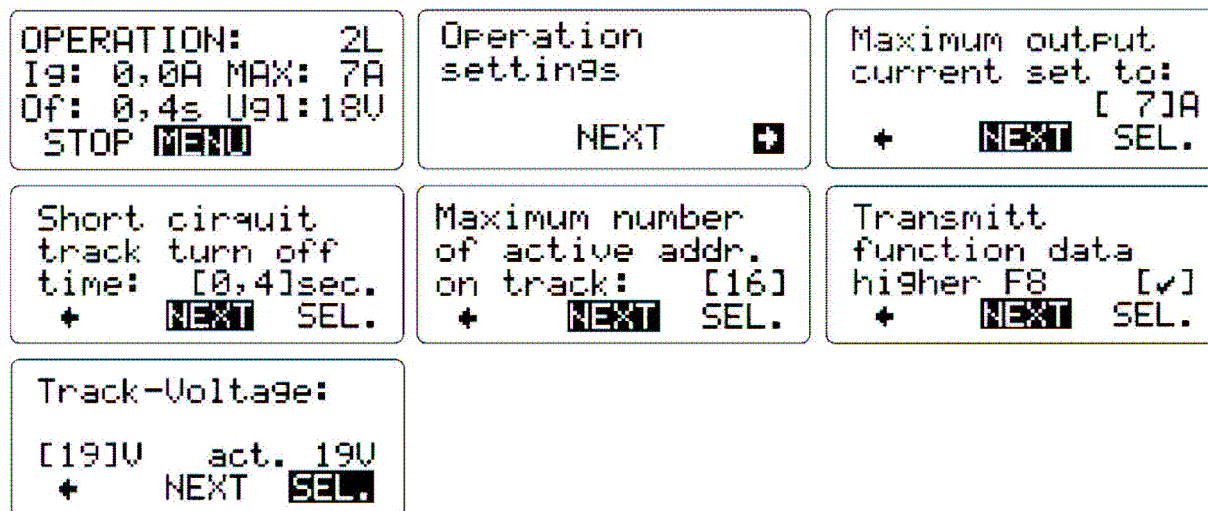 OPERATION: 2L
Ig: 0,0A MAX: 7A
Of: 0,4s Ugl:18V
STOP MENU
Operation
settings
NEXT →
Maximum output
current set to:
[ 7]A
← NEXT SEL.
Short cirquit
track turn off
time: [0,4]sec.
← NEXT SEL.
Maximum number
of active addr.
on track: [16]
← NEXT SEL.
Transmitt
function data
higher F8 [✔]
← NEXT SEL.
Track-Voltage:
[19]V act. 19V
← NEXT SEL.